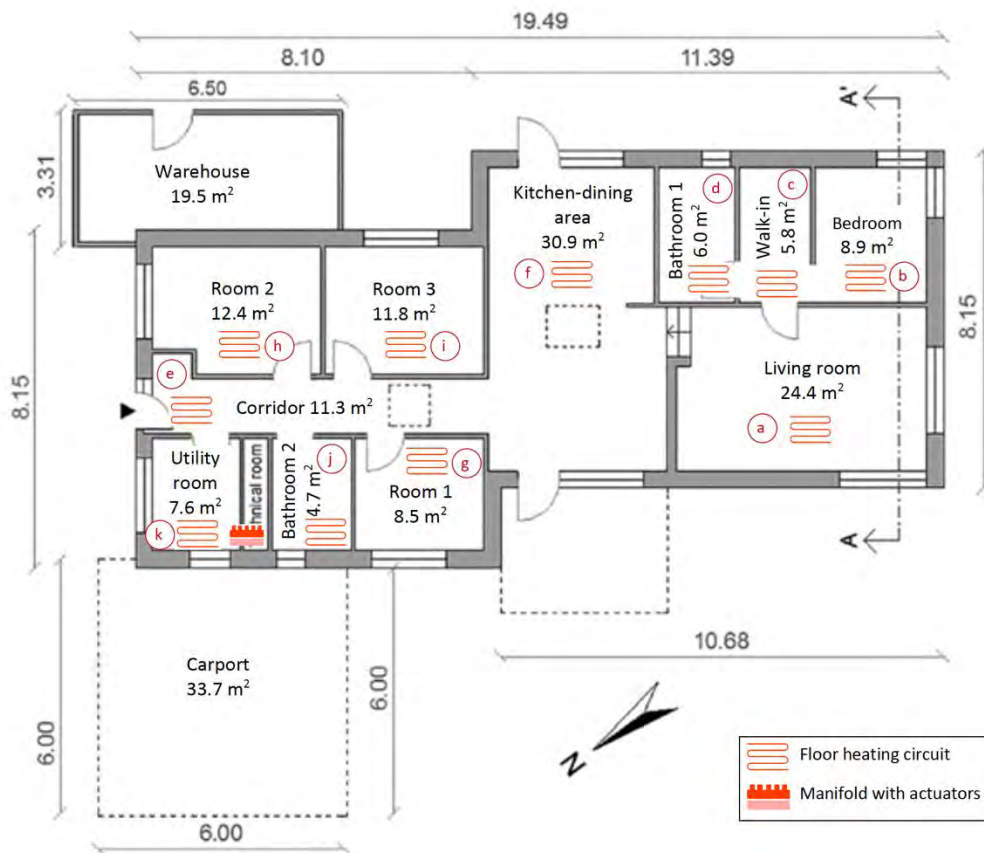 19.49
8.10
11.39
6.50
A'
3.31
Warehouse
19.5 m²
Kitchen-dining
area
30.9 m²
f
Bathroom 1
6.0 m²
d
Walk-in
5.8 m²
c
Bedroom
8.9 m²
b
8.15
Room 2
12.4 m²
h
Room 3
11.8 m²
i
8.15
e
Corridor 11.3 m²
Living room
24.4 m²
a
Utility
room
7.6 m²
k
room
Bathroom 2
4.7 m²
j
g
Room 1
8.5 m²
A
10.68
Carport
33.7 m²
6.00
6.00
N
Floor heating circuit
Manifold with actuators
6.00